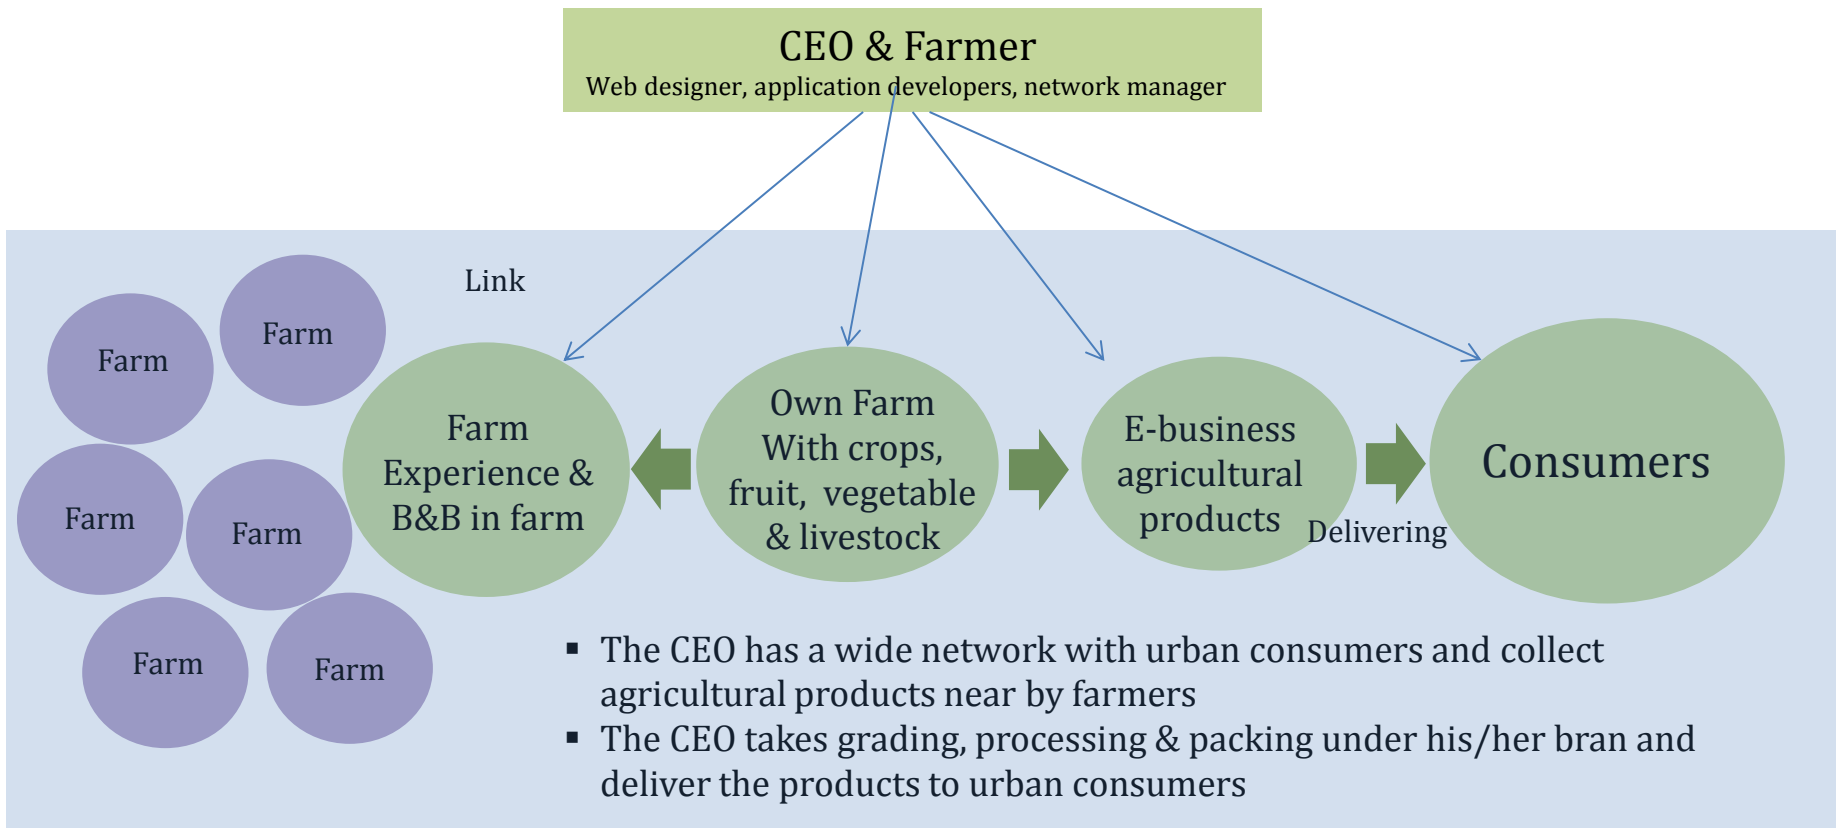 CEO & Farmer
Web designer, application developers, network manager
Link
Farm
Farm
Farm
Farm
Farm
Farm
Farm
Experience &
B&B in farm
Own Farm
With crops,
fruit,  vegetable
& livestock
E-business
agricultural
products
Delivering
Consumers
▪ The CEO has a wide network with urban consumers and collect
agricultural products near by farmers
▪ The CEO takes grading, processing & packing under his/her bran and
deliver the products to urban consumers